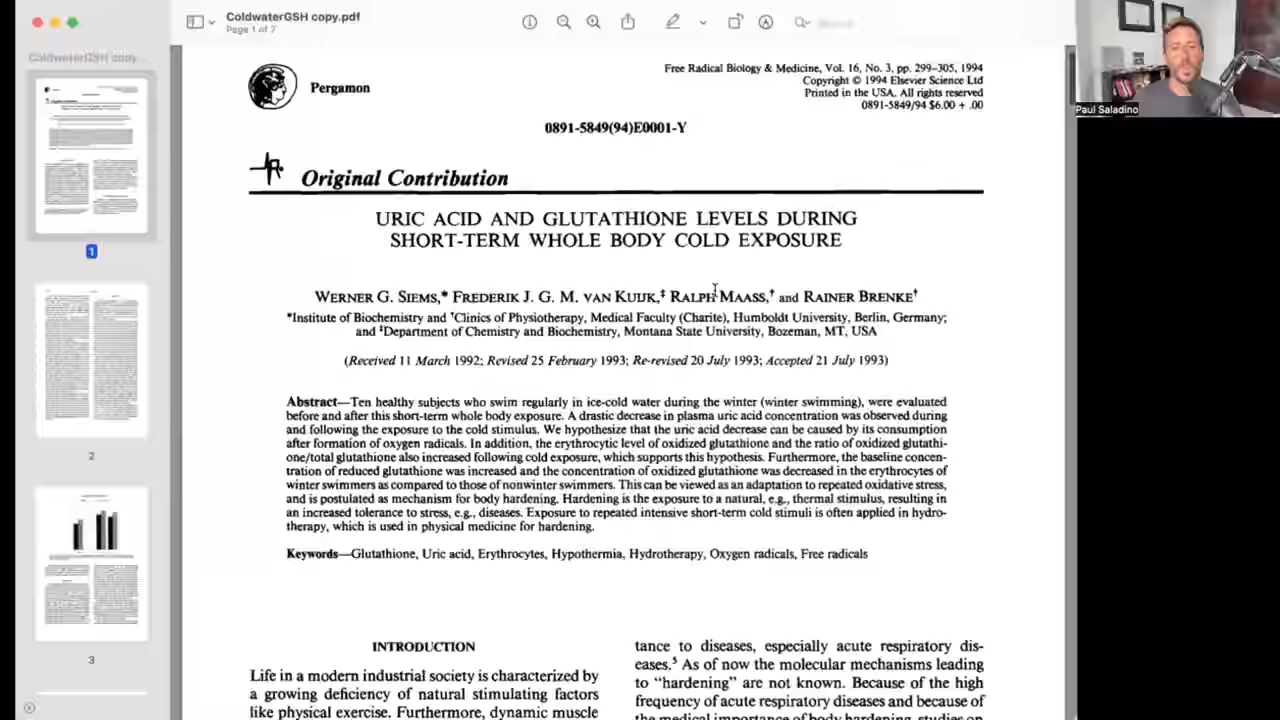 ColdwaterGSH copy.pdf
Page 1 of 7
ColdwaterGSH copy...
1
2
3
Paul Saladino
Pergamon
Free Radical Biology & Medicine, Vol. 16, No. 3, pp. 299–305, 1994
Copyright © 1994 Elsevier Science Ltd
Printed in the USA. All rights reserved
0891-5849/94 $6.00 + .00
0891-5849(94)E0001-Y
Original Contribution
URIC ACID AND GLUTATHIONE LEVELS DURING
SHORT-TERM WHOLE BODY COLD EXPOSURE
WERNER G. SIEMS,* FREDERIK J. G. M. VAN KUIJK,‡ RALPH MAASS,† and RAINER BRENKE†
*Institute of Biochemistry and †Clinics of Physiotherapy, Medical Faculty (Charite), Humboldt University, Berlin, Germany;
and ‡Department of Chemistry and Biochemistry, Montana State University, Bozeman, MT, USA
(Received 11 March 1992; Revised 25 February 1993; Re-revised 20 July 1993; Accepted 21 July 1993)
Abstract—Ten healthy subjects who swim regularly in ice-cold water during the winter (winter swimming), were evaluated
before and after this short-term whole body exposure. A drastic decrease in plasma uric acid concentration was observed during
and following the exposure to the cold stimulus. We hypothesize that the uric acid decrease can be caused by its consumption
after formation of oxygen radicals. In addition, the erythrocytic level of oxidized glutathione and the ratio of oxidized glutathi-
one/total glutathione also increased following cold exposure, which supports this hypothesis. Furthermore, the baseline concen-
tration of reduced glutathione was increased and the concentration of oxidized glutathione was decreased in the erythrocytes of
winter swimmers as compared to those of nonwinter swimmers. This can be viewed as an adaptation to repeated oxidative stress,
and is postulated as mechanism for body hardening. Hardening is the exposure to a natural, e.g., thermal stimulus, resulting in
an increased tolerance to stress, e.g., diseases. Exposure to repeated intensive short-term cold stimuli is often applied in hydro-
therapy, which is used in physical medicine for hardening.
Keywords—Glutathione, Uric acid, Erythrocytes, Hypothermia, Hydrotherapy, Oxygen radicals, Free radicals
INTRODUCTION
Life in a modern industrial society is characterized by
a growing deficiency of natural stimulating factors
like physical exercise. Furthermore, dynamic muscle
tance to diseases, especially acute respiratory dis-
eases.⁵ As of now the molecular mechanisms leading
to “hardening” are not known. Because of the high
frequency of acute respiratory diseases and because of
the medical importance of body hardening, studies on